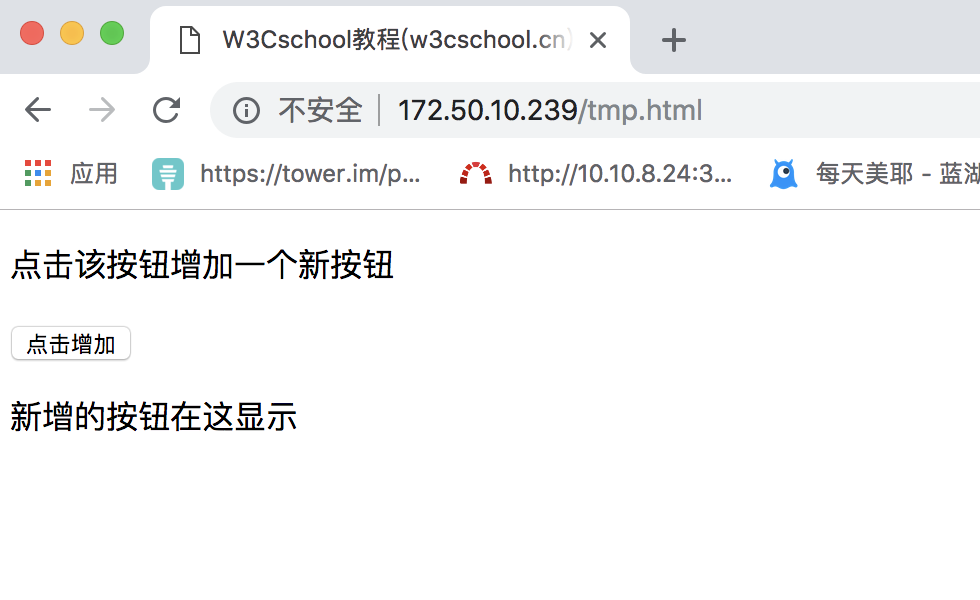 W3Cschool教程(w3cschool.cn)
不安全 172.50.10.239/tmp.html
应用 https://tower.im/p... http://10.10.8.24:3... 每天美耶 - 蓝湖
点击该按钮增加一个新按钮
点击增加
新增的按钮在这显示